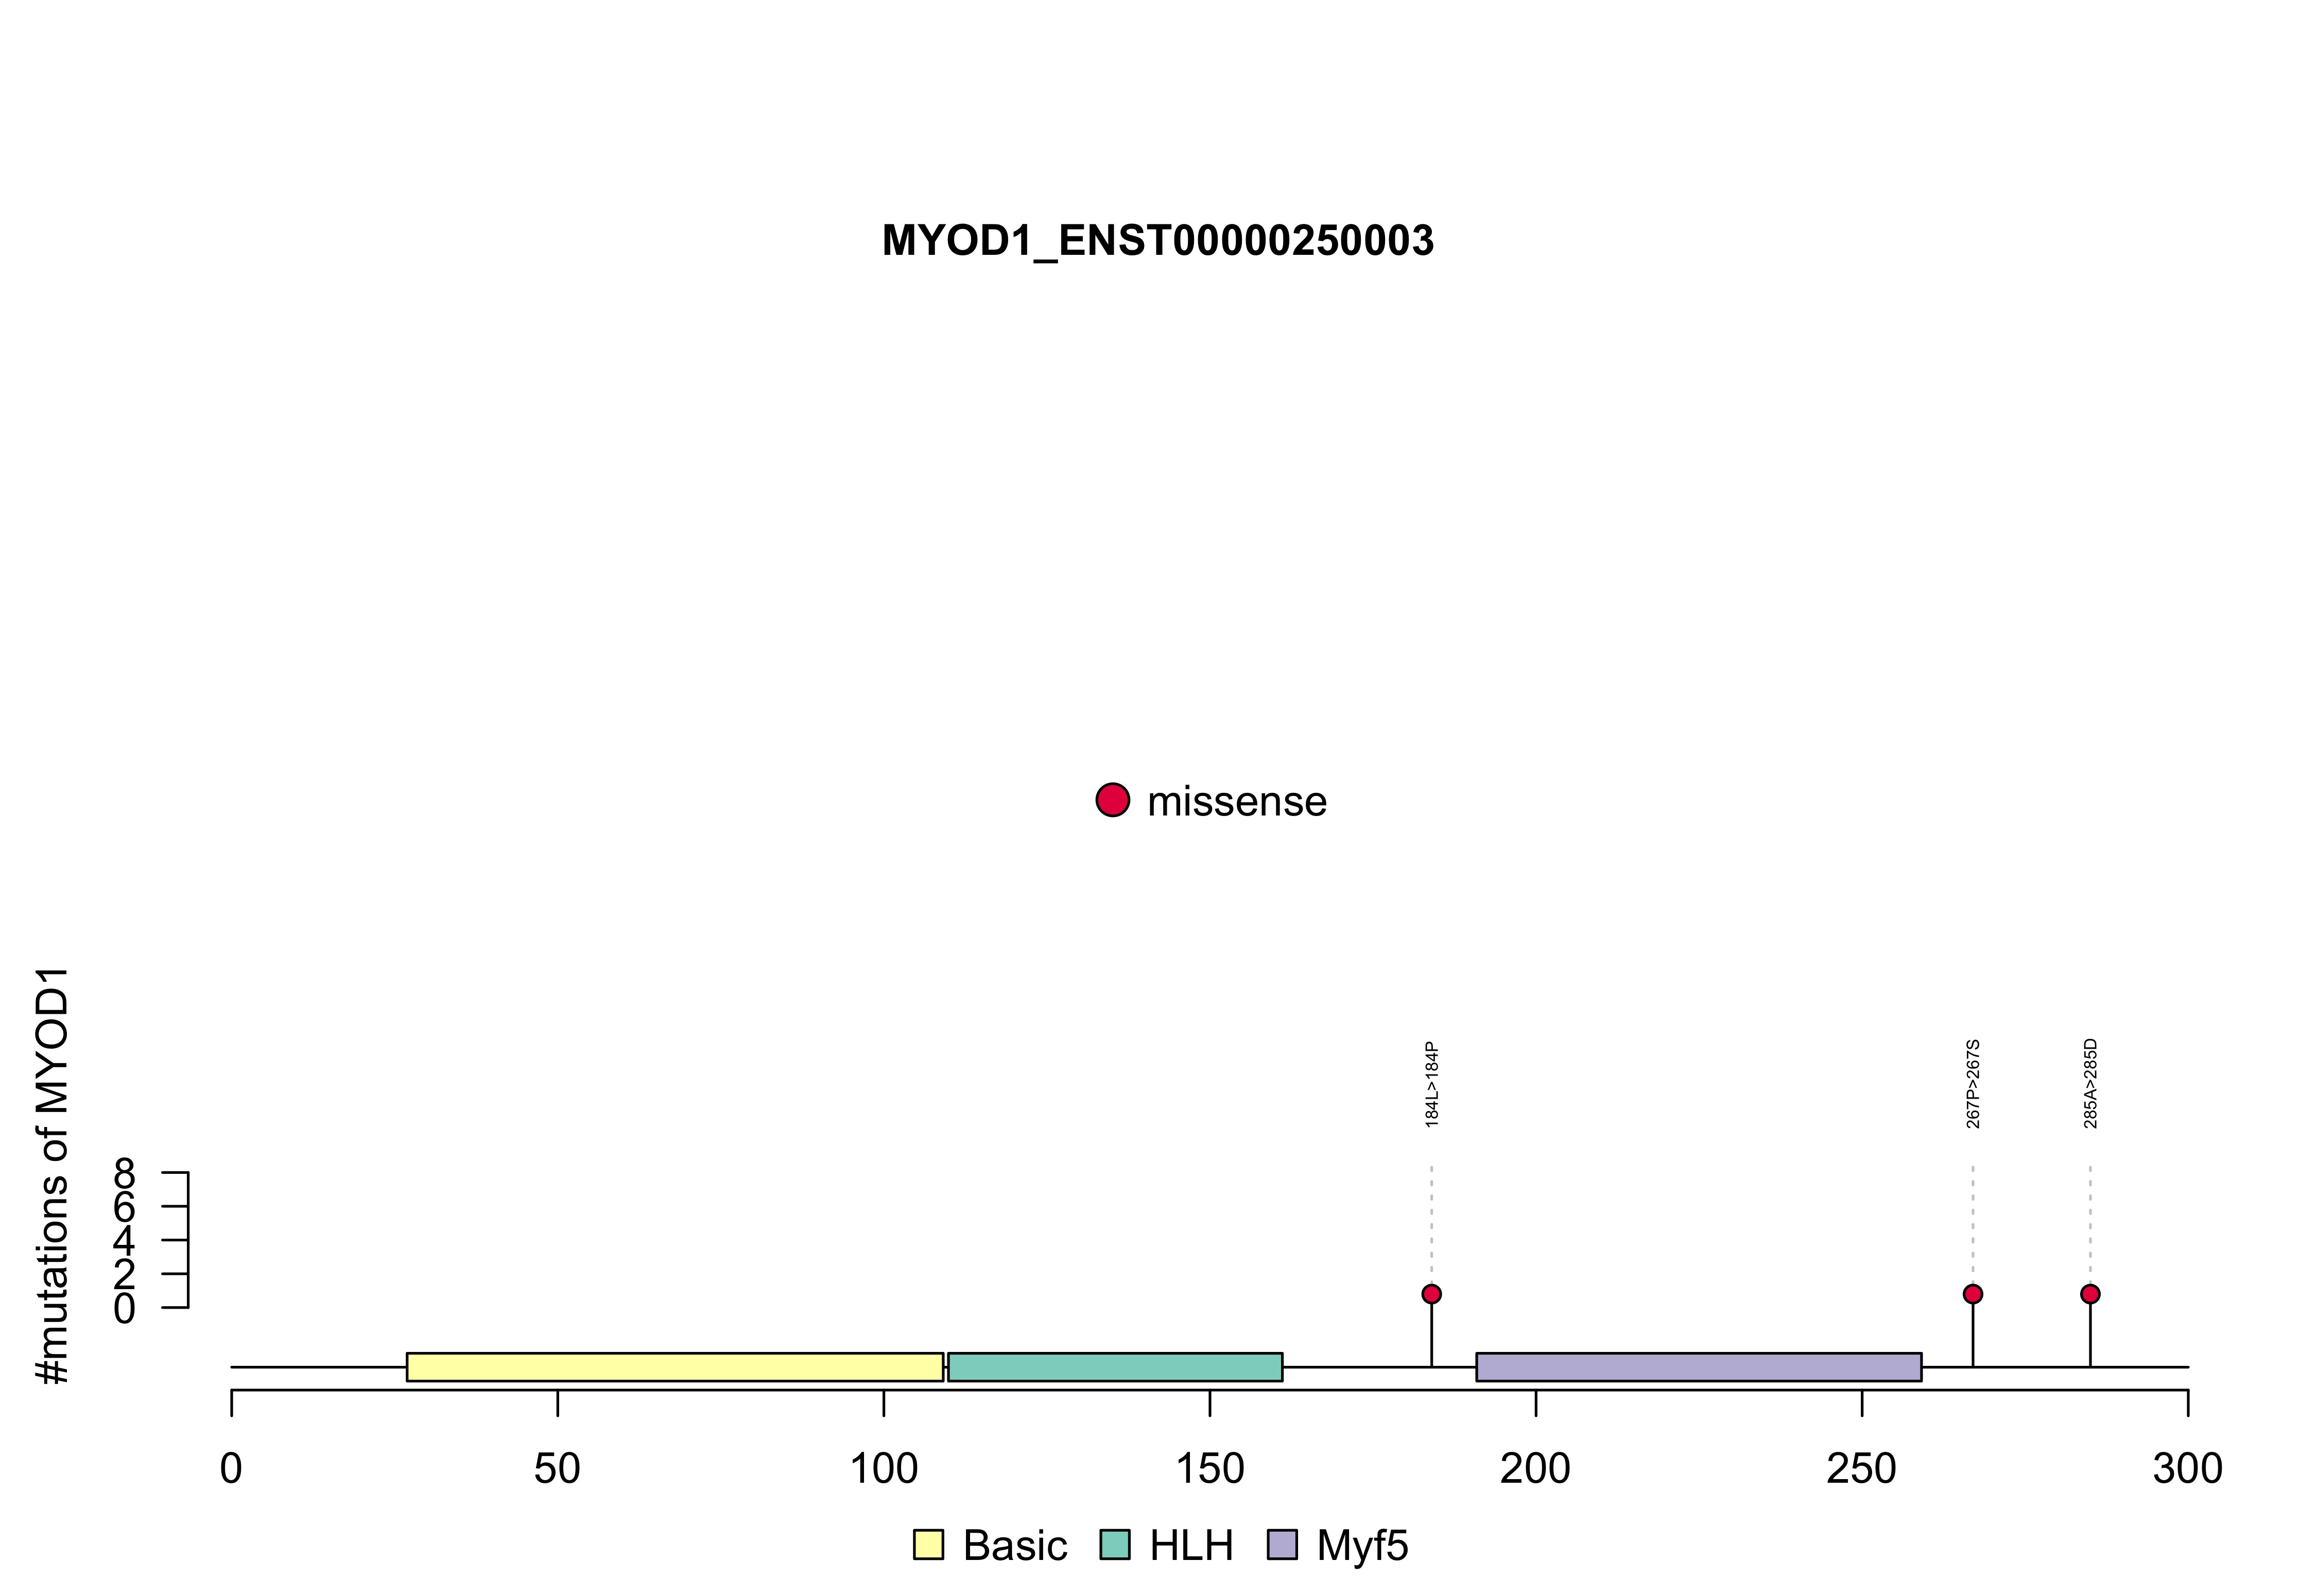 MYOD1_ENST00000250003
missense
#mutations of MYOD1
184L>184P
267P>267S
285A>285D
8
6
4
2
0
0 50 100 150 200 250 300
Basic HLH Myf5